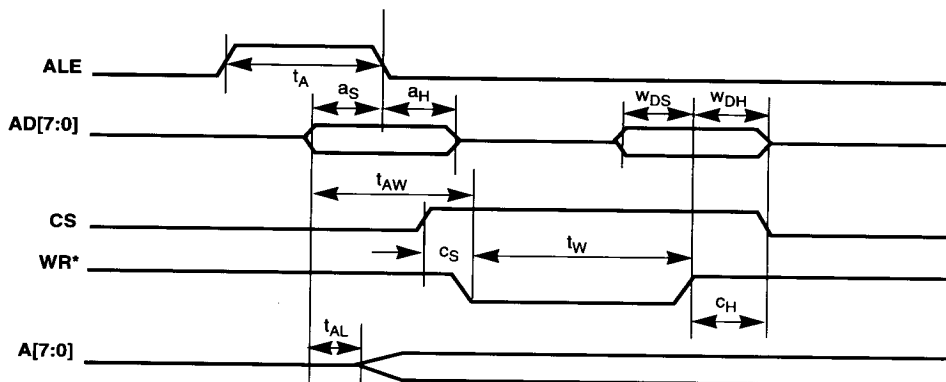 ALE
t_A
a_S a_H w_DS w_DH
AD[7:0]
t_AW
CS
c_S t_W
WR*
c_H
t_AL
A[7:0]